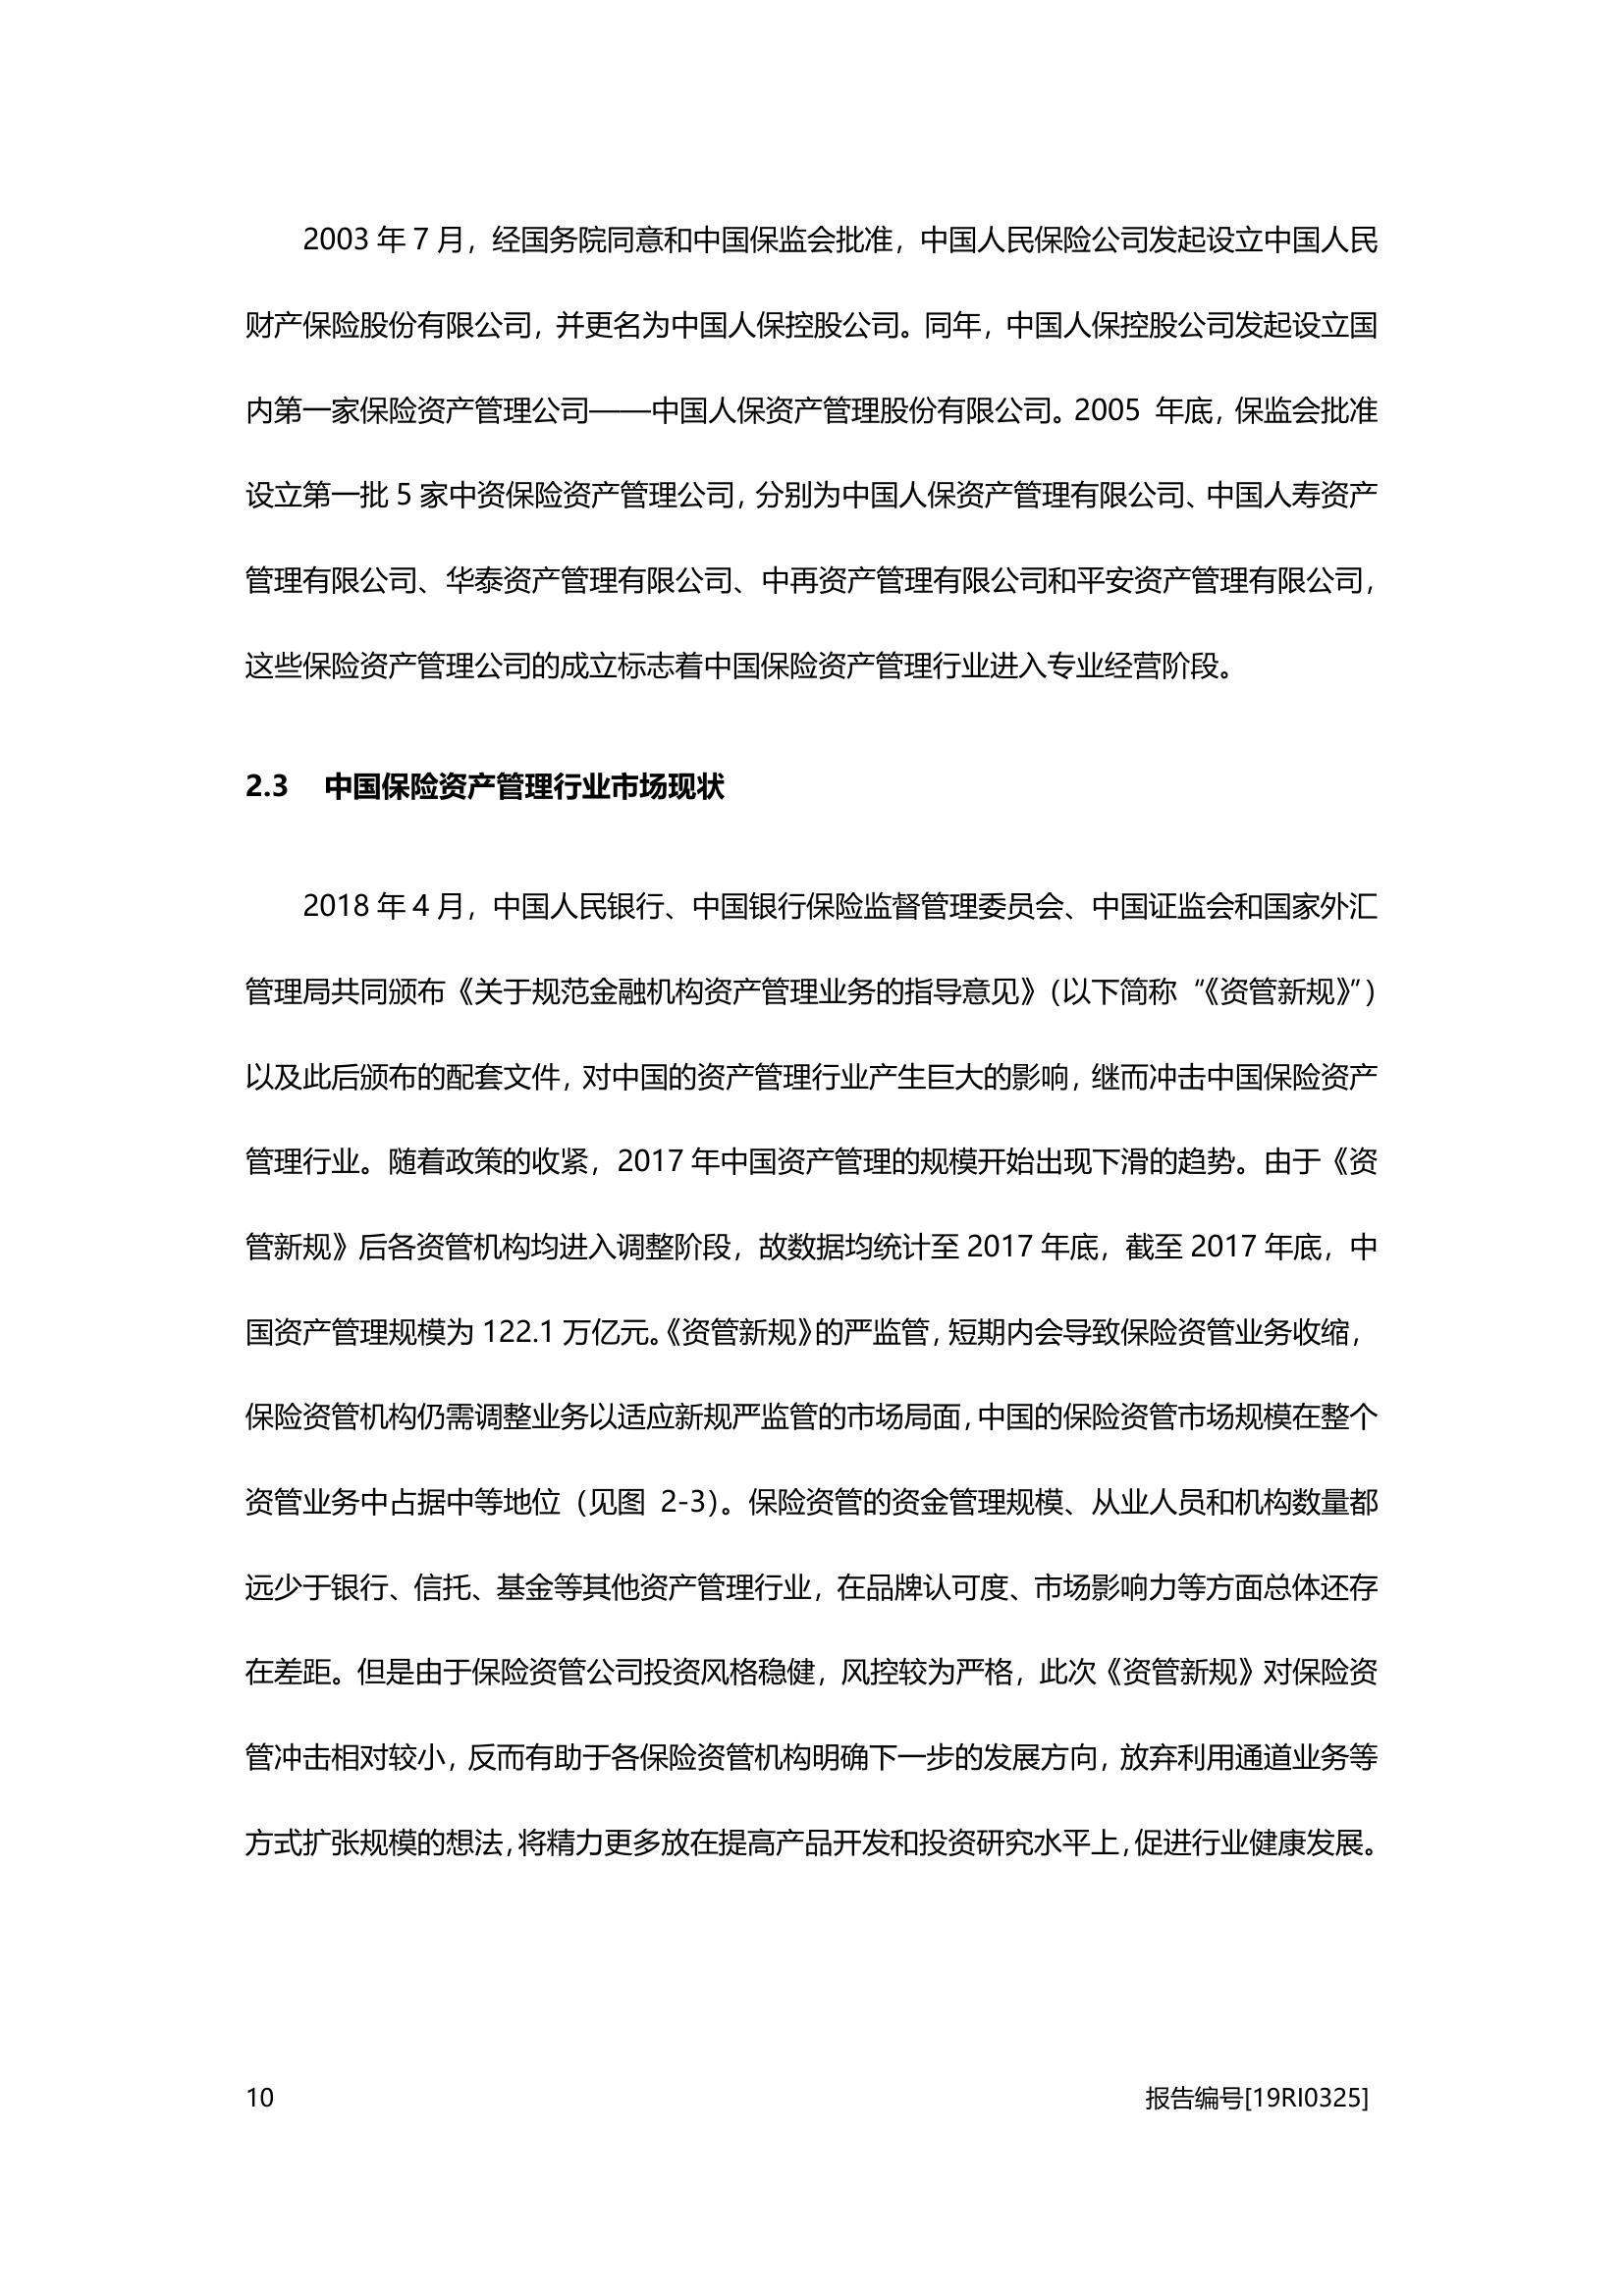 2003 年 7 月，经国务院同意和中国保监会批准，中国人民保险公司发起设立中国人民
财产保险股份有限公司，并更名为中国人保控股公司。同年，中国人保控股公司发起设立国
内第一家保险资产管理公司——中国人保资产管理股份有限公司。2005 年底，保监会批准
设立第一批 5 家中资保险资产管理公司，分别为中国人保资产管理有限公司、中国人寿资产
管理有限公司、华泰资产管理有限公司、中再资产管理有限公司和平安资产管理有限公司，
这些保险资产管理公司的成立标志着中国保险资产管理行业进入专业经营阶段。
2.3 中国保险资产管理行业市场现状
2018 年 4 月，中国人民银行、中国银行保险监督管理委员会、中国证监会和国家外汇
管理局共同颁布《关于规范金融机构资产管理业务的指导意见》（以下简称“《资管新规》”）
以及此后颁布的配套文件，对中国的资产管理行业产生巨大的影响，继而冲击中国保险资产
管理行业。随着政策的收紧，2017 年中国资产管理的规模开始出现下滑的趋势。由于《资
管新规》后各资管机构均进入调整阶段，故数据均统计至 2017 年底，截至 2017 年底，中
国资产管理规模为 122.1 万亿元。《资管新规》的严监管，短期内会导致保险资管业务收缩，
保险资管机构仍需调整业务以适应新规严监管的市场局面，中国的保险资管市场规模在整个
资管业务中占据中等地位（见图 2-3）。保险资管的资金管理规模、从业人员和机构数量都
远少于银行、信托、基金等其他资产管理行业，在品牌认可度、市场影响力等方面总体还存
在差距。但是由于保险资管公司投资风格稳健，风控较为严格，此次《资管新规》对保险资
管冲击相对较小，反而有助于各保险资管机构明确下一步的发展方向，放弃利用通道业务等
方式扩张规模的想法，将精力更多放在提高产品开发和投资研究水平上，促进行业健康发展。
10 报告编号[19RI0325]